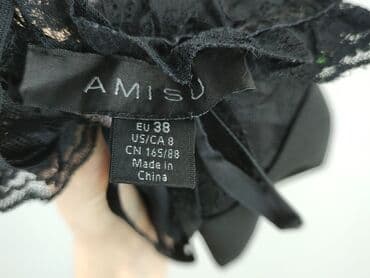 AMISU
EU 38
US/CA 8
CN 165/88
Made in
China